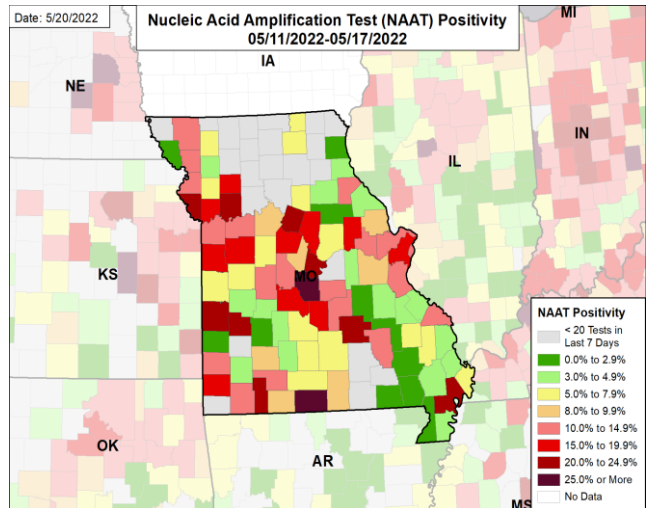 Date: 5/20/2022
Nucleic Acid Amplification Test (NAAT) Positivity
05/11/2022-05/17/2022
MI
IA
NE
IL
IN
KS
MO
OK
AR
MS
NAAT Positivity
< 20 Tests in
Last 7 Days
0.0% to 2.9%
3.0% to 4.9%
5.0% to 7.9%
8.0% to 9.9%
10.0% to 14.9%
15.0% to 19.9%
20.0% to 24.9%
25.0% or More
No Data